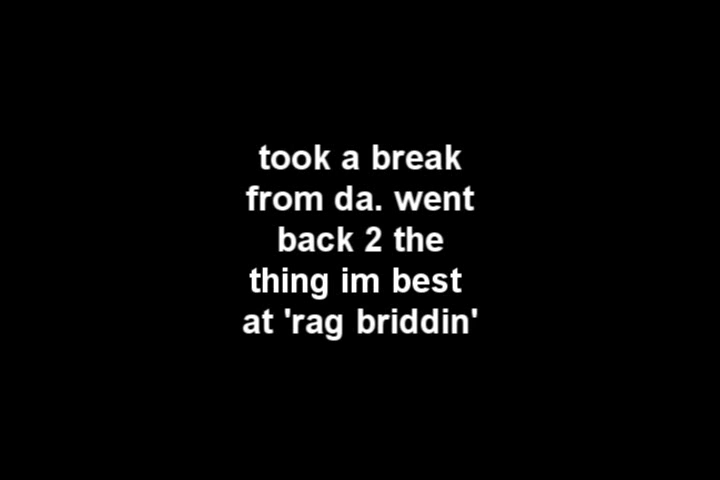 took a break
from da. went
back 2 the
thing im best
at 'rag briddin'